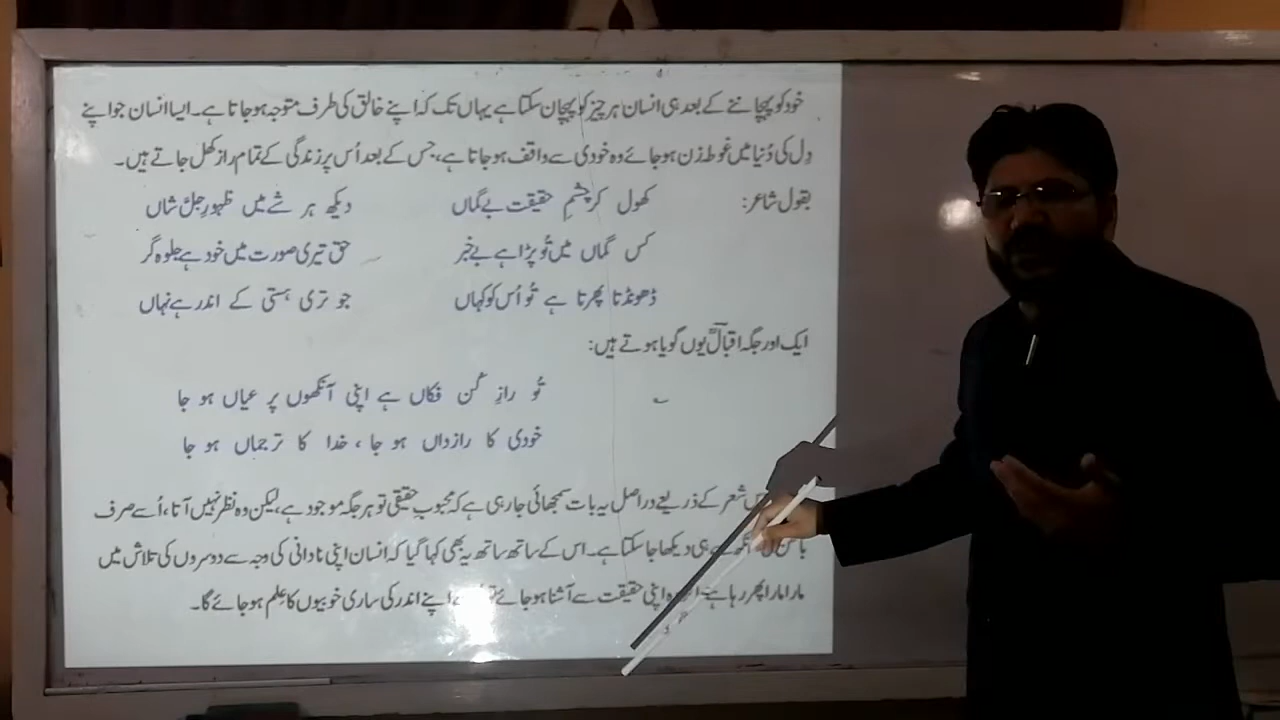 خود کو پہچاننے کے بعد ہی انسان ہر چیز کو پہچان سکتا ہے یہاں تک کہ اپنے خالق کی طرف متوجہ ہو جاتا ہے۔ ایسا انسان جو اپنے
دِل کی دُنیا میں غوطہ زن ہو جائے وہ خودی سے واقف ہو جاتا ہے، جس کے بعد اُس پر زندگی کے تمام راز کھل جاتے ہیں۔
بقول شاعر: کھول کر چشمِ حقیقت بے گماں دیکھ ہر شے میں ظہورِ جلّ شاں
کس گماں میں تُو پڑا ہے بے خبر حق تیری صورت میں خود ہے جلوہ گر
ڈھونڈتا پھرتا ہے تُو اُس کو کہاں جو تری ہستی کے اندر ہے نہاں
ایک اور جگہ اقبالؒ یوں گویا ہوتے ہیں:
تُو رازِ کُن فکاں ہے اپنی آنکھوں پر عیاں ہو جا
خودی کا رازداں ہو جا، خدا کا ترجماں ہو جا
شعر کے ذریعے دراصل یہ بات سمجھائی جا رہی ہے کہ محبوبِ حقیقی تو ہر جگہ موجود ہے، لیکن وہ نظر نہیں آتا، اُسے صرف
ہی دیکھا جا سکتا ہے۔ اس کے ساتھ ساتھ یہ بھی کہا گیا کہ انسان اپنی نادانی کی وجہ سے دوسروں کی تلاش میں
مارا مارا پھر رہا ہے اپنی حقیقت سے آشنا ہو جائے اپنے اندر کی ساری خوبیوں کا عِلم ہو جائے گا۔